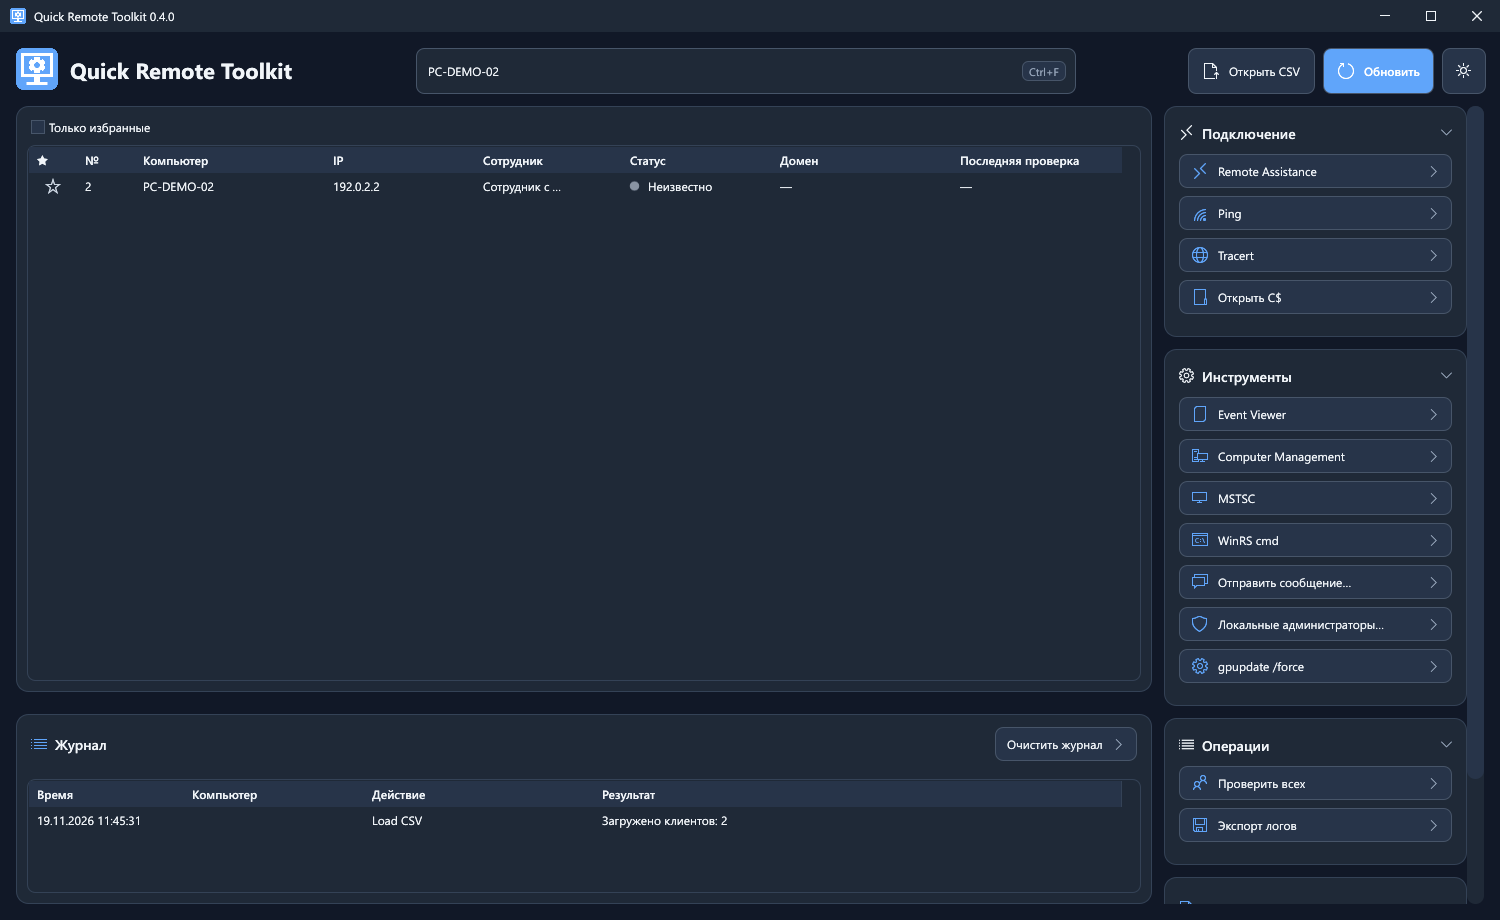 Quick Remote Toolkit 0.4.0
Quick Remote Toolkit
PC-DEMO-02
Ctrl+F
Открыть CSV
Обновить
Только избранные
№ Компьютер IP Сотрудник Статус Домен Последняя проверка
2 PC-DEMO-02 192.0.2.2 Сотрудник с ... Неизвестно — —
Подключение
Remote Assistance
Ping
Tracert
Открыть C$
Инструменты
Event Viewer
Computer Management
MSTSC
WinRS cmd
Отправить сообщение...
Локальные администраторы...
gpupdate /force
Операции
Проверить всех
Экспорт логов
Журнал
Очистить журнал
Время Компьютер Действие Результат
19.11.2026 11:45:31 Load CSV Загружено клиентов: 2